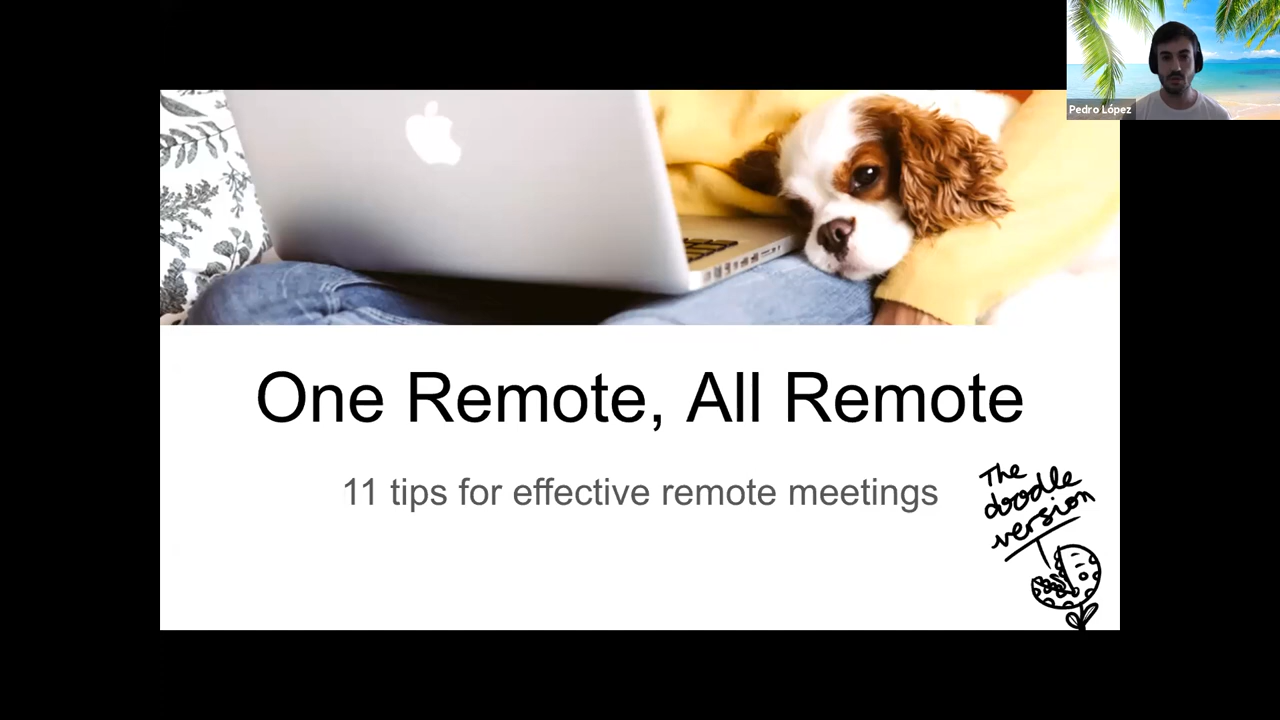 Pedro López
One Remote, All Remote
11 tips for effective remote meetings
The
doodle
version